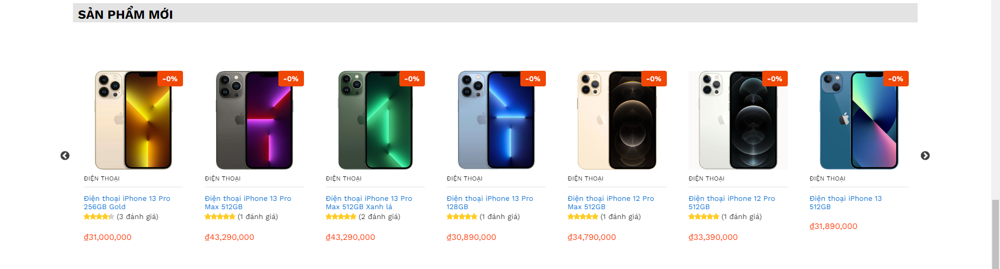 SẢN PHẨM MỚI
-0%
-0%
-0%
-0%
-0%
-0%
-0%
ĐIỆN THOẠI
ĐIỆN THOẠI
ĐIỆN THOẠI
ĐIỆN THOẠI
ĐIỆN THOẠI
ĐIỆN THOẠI
ĐIỆN THOẠI
Điện thoại iPhone 13 Pro
256GB Gold
(3 đánh giá)
₫31,000,000
Điện thoại iPhone 13 Pro
Max 512GB
(1 đánh giá)
₫43,290,000
Điện thoại iPhone 13 Pro
Max 512GB Xanh lá
(2 đánh giá)
₫43,290,000
Điện thoại iPhone 13 Pro
128GB
(1 đánh giá)
₫30,890,000
Điện thoại iPhone 12 Pro
Max 512GB
(1 đánh giá)
₫34,790,000
Điện thoại iPhone 12 Pro
512GB
(1 đánh giá)
₫33,390,000
Điện thoại iPhone 13
512GB
₫31,890,000